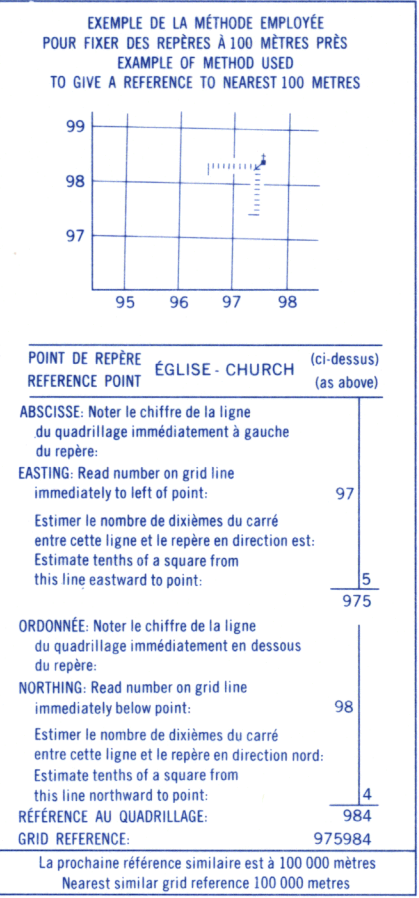 EXEMPLE DE LA MÉTHODE EMPLOYÉE
POUR FIXER DES REPÈRES À 100 MÈTRES PRÈS
EXAMPLE OF METHOD USED
TO GIVE A REFERENCE TO NEAREST 100 METRES
99
98
97
95 96 97 98
POINT DE REPÈRE
REFERENCE POINT
ÉGLISE - CHURCH
(ci-dessus)
(as above)
ABSCISSE: Noter le chiffre de la ligne
du quadrillage immédiatement à gauche
du repère:
EASTING: Read number on grid line
immediately to left of point: 97
Estimer le nombre de dixièmes du carré
entre cette ligne et le repère en direction est:
Estimate tenths of a square from
this line eastward to point: 5
975
ORDONNÉE: Noter le chiffre de la ligne
du quadrillage immédiatement en dessous
du repère:
NORTHING: Read number on grid line
immediately below point: 98
Estimer le nombre de dixièmes du carré
entre cette ligne et le repère en direction nord:
Estimate tenths of a square from
this line northward to point: 4
RÉFÉRENCE AU QUADRILLAGE: 984
GRID REFERENCE: 975984
La prochaine référence similaire est à 100 000 mètres
Nearest similar grid reference 100 000 metres